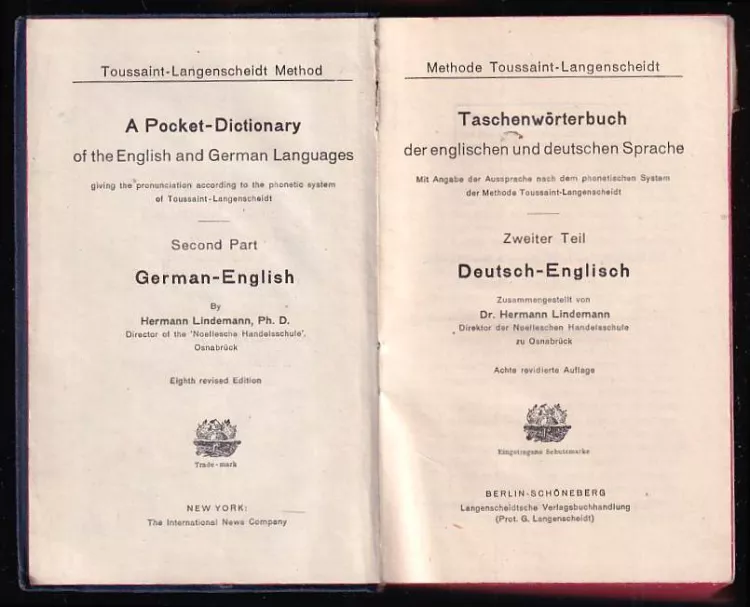 Toussaint-Langenscheidt Method
A Pocket-Dictionary
of the English and German Languages
giving the pronunciation according to the phonetic system
of Toussaint-Langenscheidt
Second Part
German-English
By
Hermann Lindemann, Ph. D.
Director of the 'Noellesche Handelsschule',
Osnabrück
Eighth revised Edition
Trade-mark
NEW YORK:
The International News Company
Methode Toussaint-Langenscheidt
Taschenwörterbuch
der englischen und deutschen Sprache
Mit Angabe der Aussprache nach dem phonetischen System
der Methode Toussaint-Langenscheidt
Zweiter Teil
Deutsch-Englisch
Zusammengestellt von
Dr. Hermann Lindemann
Direktor der Noelleschen Handelsschule
zu Osnabrück
Achte revidierte Auflage
Eingetragene Schutzmarke
BERLIN-SCHÖNEBERG
Langenscheidtsche Verlagsbuchhandlung
(Prof. G. Langenscheidt)